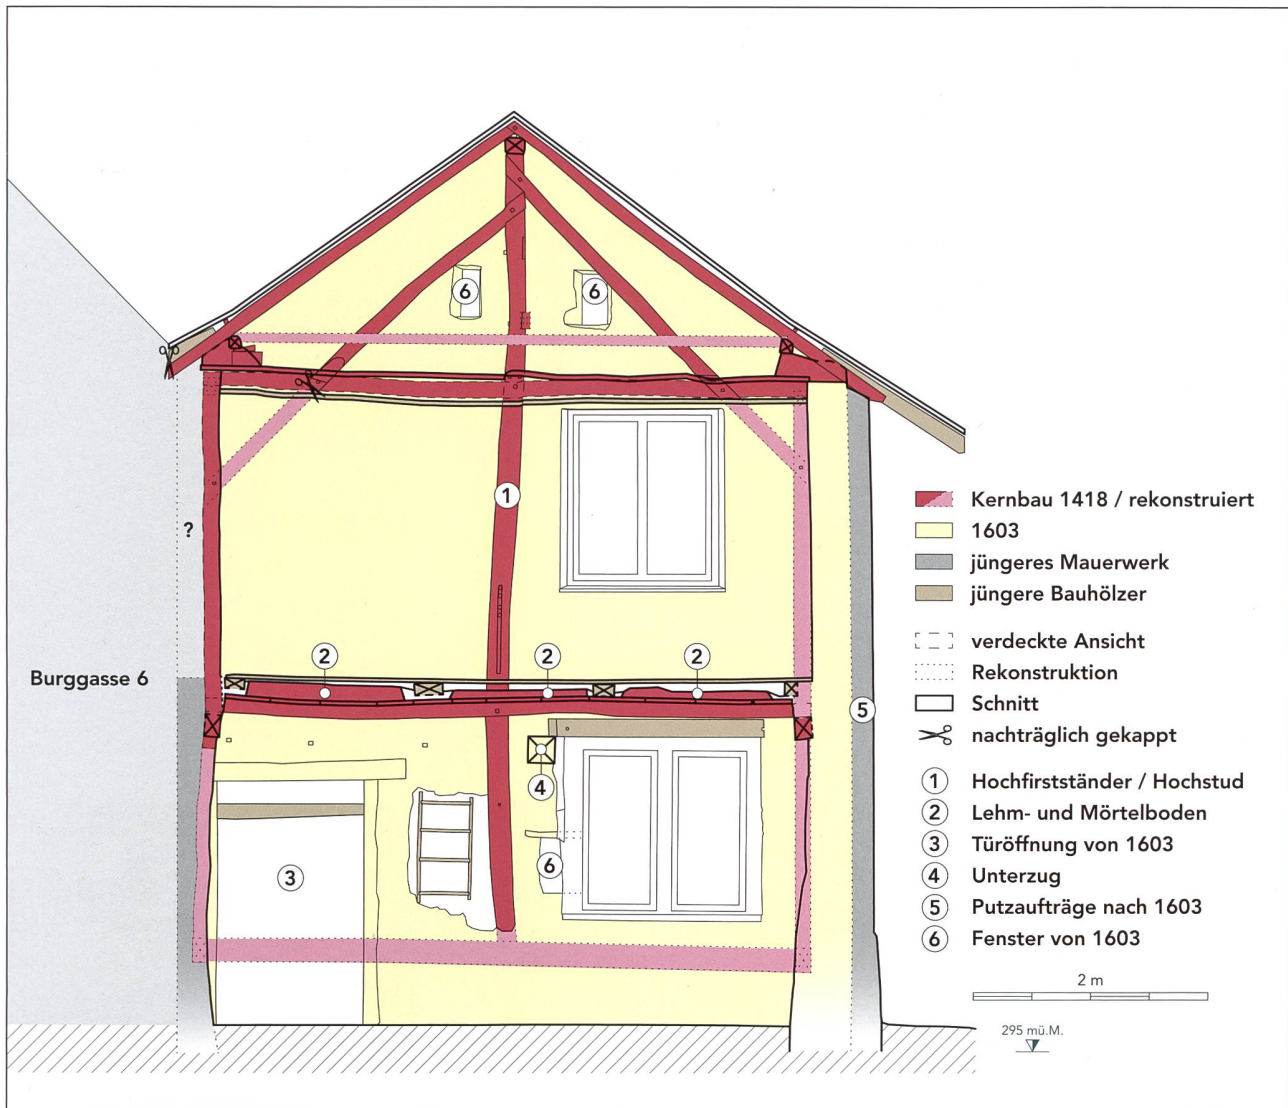 6
6
1
?
2
2
2
Burggasse 6
5
4
6
3
Kernbau 1418 / rekonstruiert
1603
jüngeres Mauerwerk
jüngere Bauhölzer
verdeckte Ansicht
Rekonstruktion
Schnitt
nachträglich gekappt
1 Hochfirstständer / Hochstud
2 Lehm- und Mörtelboden
3 Türöffnung von 1603
4 Unterzug
5 Putzaufträge nach 1603
6 Fenster von 1603
2 m
295 mü.M.